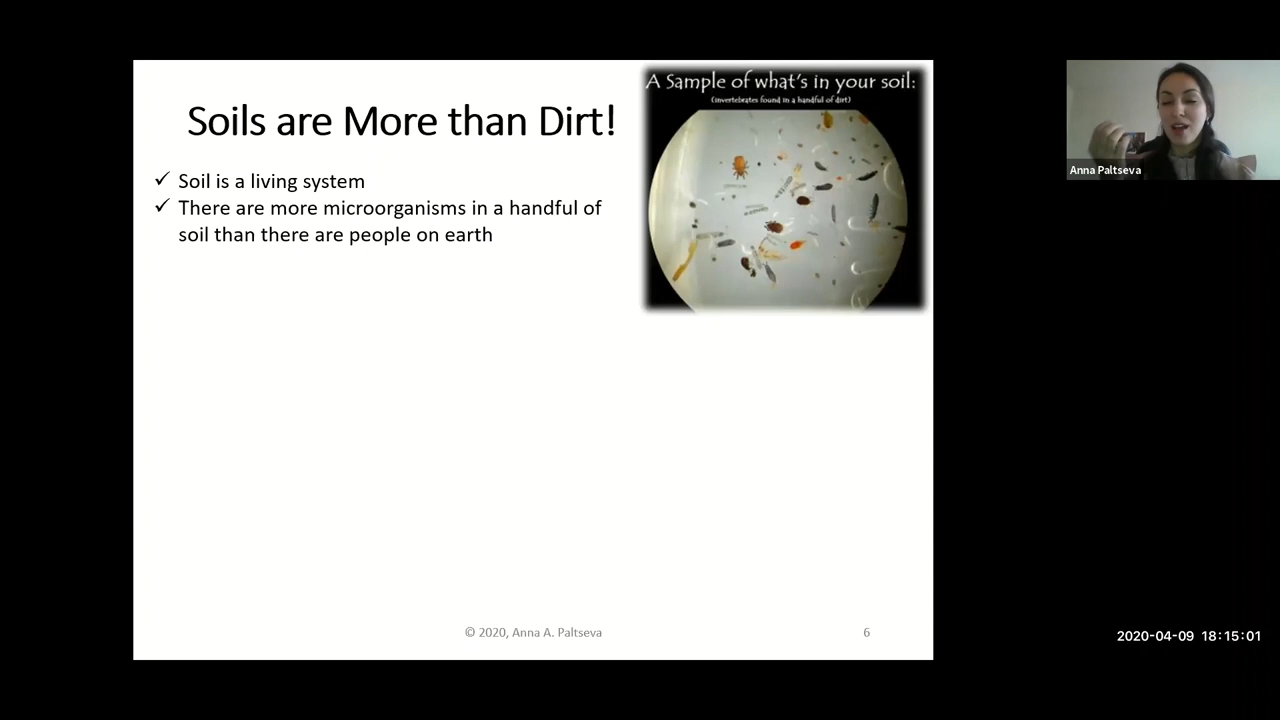 Soils are More than Dirt!
✓ Soil is a living system
✓ There are more microorganisms in a handful of
soil than there are people on earth
A Sample of what's in your soil:
(invertebrates found in a handful of dirt)
© 2020, Anna A. Paltseva
6
Anna Paltseva
2020-04-09 18:15:01